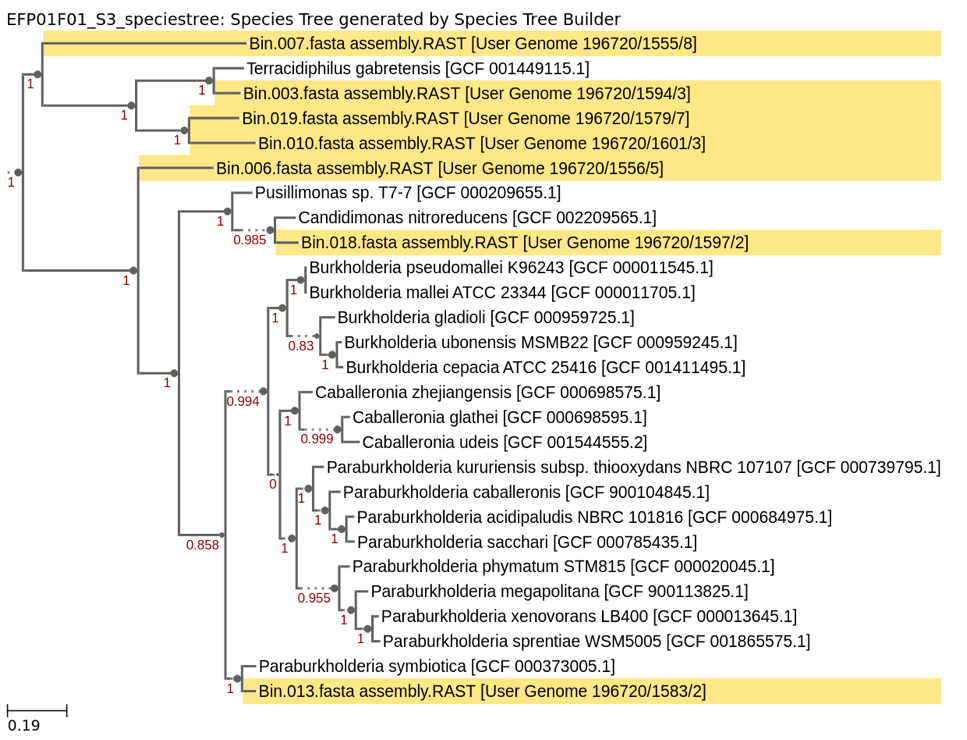 EFP01F01_S3_speciestree: Species Tree generated by Species Tree Builder
Bin.007.fasta assembly.RAST [User Genome 196720/1555/8]
1
Terracidiphilus gabretensis [GCF 001449115.1]
1
Bin.003.fasta assembly.RAST [User Genome 196720/1594/3]
1
Bin.019.fasta assembly.RAST [User Genome 196720/1579/7]
1
Bin.010.fasta assembly.RAST [User Genome 196720/1601/3]
Bin.006.fasta assembly.RAST [User Genome 196720/1556/5]
1
Pusillimonas sp. T7-7 [GCF 000209655.1]
1
Candidimonas nitroreducens [GCF 002209565.1]
0.985
Bin.018.fasta assembly.RAST [User Genome 196720/1597/2]
Burkholderia pseudomallei K96243 [GCF 000011545.1]
1
1
Burkholderia mallei ATCC 23344 [GCF 000011705.1]
1
Burkholderia gladioli [GCF 000959725.1]
0.83
Burkholderia ubonensis MSMB22 [GCF 000959245.1]
1
Burkholderia cepacia ATCC 25416 [GCF 001411495.1]
1
Caballeronia zhejiangensis [GCF 000698575.1]
0.994
1
Caballeronia glathei [GCF 000698595.1]
0.999
Caballeronia udeis [GCF 001544555.2]
Paraburkholderia kururiensis subsp. thiooxydans NBRC 107107 [GCF 000739795.1]
0
1
Paraburkholderia caballeronis [GCF 900104845.1]
1
Paraburkholderia acidipaludis NBRC 101816 [GCF 000684975.1]
1
0.858
1
Paraburkholderia sacchari [GCF 000785435.1]
Paraburkholderia phymatum STM815 [GCF 000020045.1]
0.955
Paraburkholderia megapolitana [GCF 900113825.1]
1
Paraburkholderia xenovorans LB400 [GCF 000013645.1]
1
Paraburkholderia sprentiae WSM5005 [GCF 001865575.1]
Paraburkholderia symbiotica [GCF 000373005.1]
1
Bin.013.fasta assembly.RAST [User Genome 196720/1583/2]
0.19